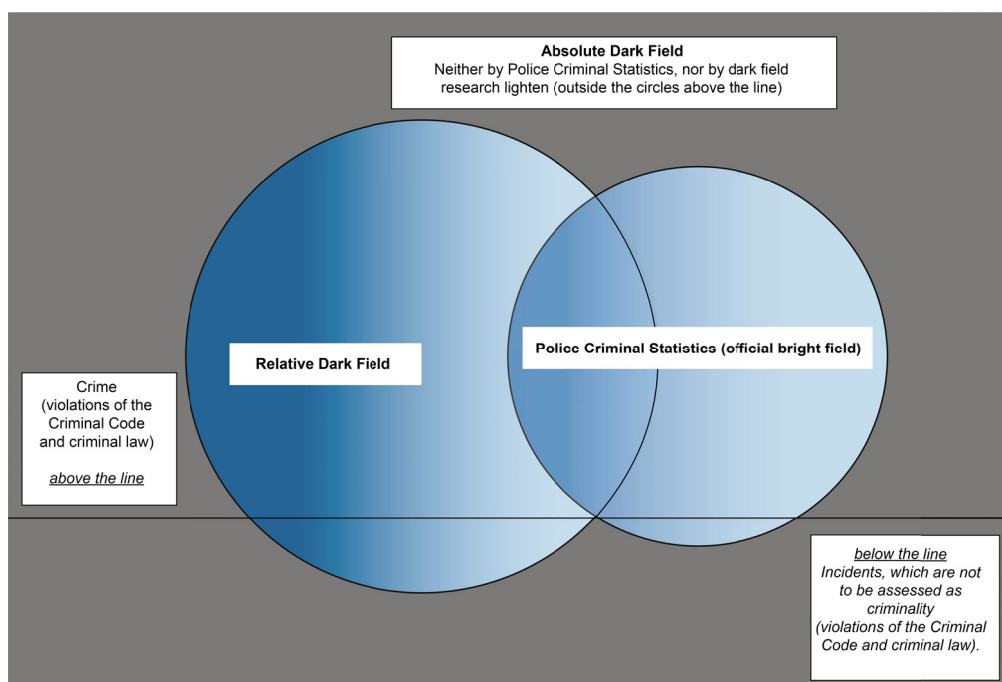 Absolute Dark Field
Neither by Police Criminal Statistics, nor by dark field
research lighten (outside the circles above the line)
Police Criminal Statistics (official bright field)
Relative Dark Field
Crime
(violations of the
Criminal Code
and criminal law)
above the line
below the line
Incidents, which are not
to be assessed as
criminality
(violations of the Criminal
Code and criminal law).